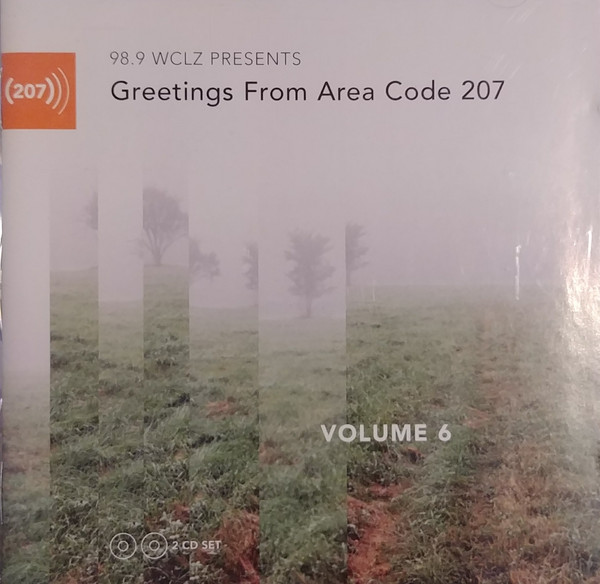 98.9 WCLZ PRESENTS
(207)))
Greetings From Area Code 207
VOLUME 6
2 CD SET